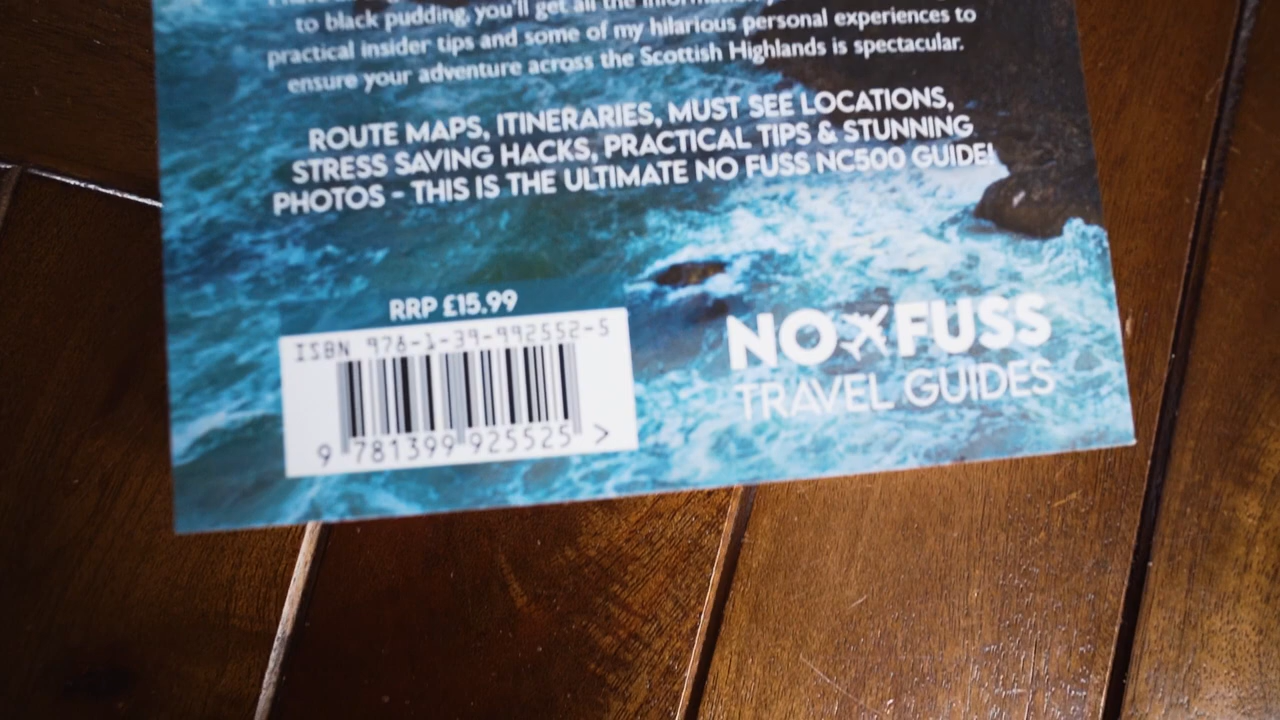 to black pudding, you'll get all the
practical insider tips and some of my hilarious personal experiences to
ensure your adventure across the Scottish Highlands is spectacular.
ROUTE MAPS, ITINERARIES, MUST SEE LOCATIONS,
STRESS SAVING HACKS, PRACTICAL TIPS & STUNNING
PHOTOS - THIS IS THE ULTIMATE NO FUSS NC500 GUIDE!
RRP £15.99
ISBN 978-1-39-992552-5
9 781399 925525 >
NO FUSS
TRAVEL GUIDES